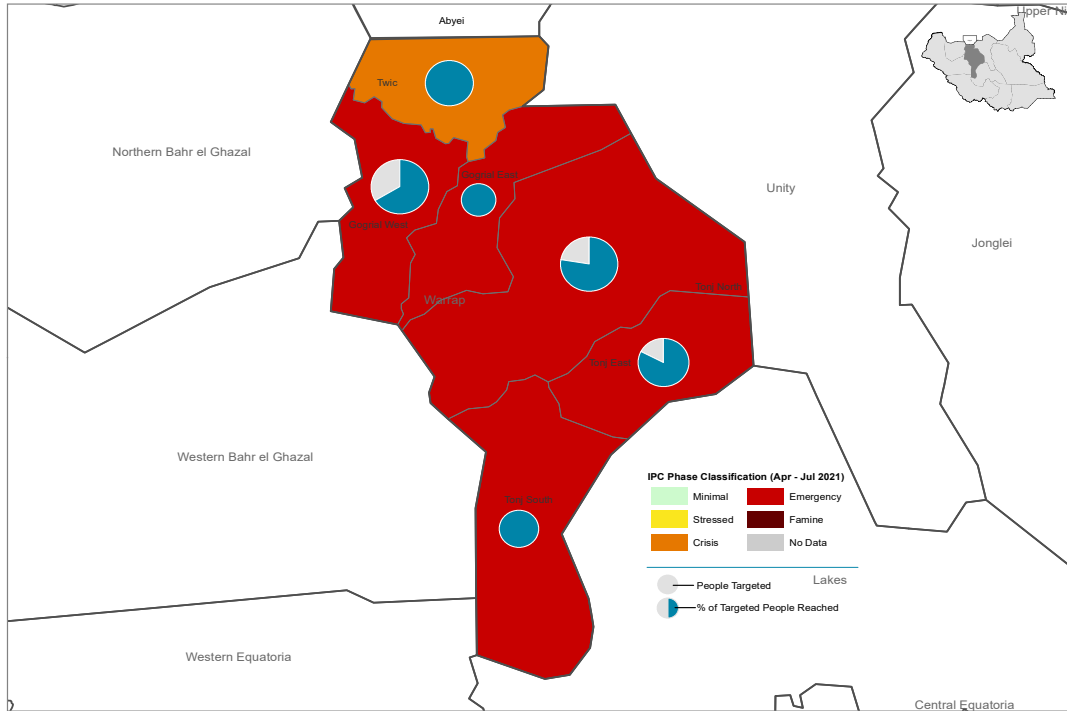 Abyei
Upper Ni
Twic
Northern Bahr el Ghazal
Unity
Jonglei
Warrap
Western Bahr el Ghazal
Tonj South
IPC Phase Classification (Apr - Jul 2021)
Minimal
Emergency
Stressed
Famine
Crisis
No Data
People Targeted
Lakes
% of Targeted People Reached
Western Equatoria
Central Equatoria